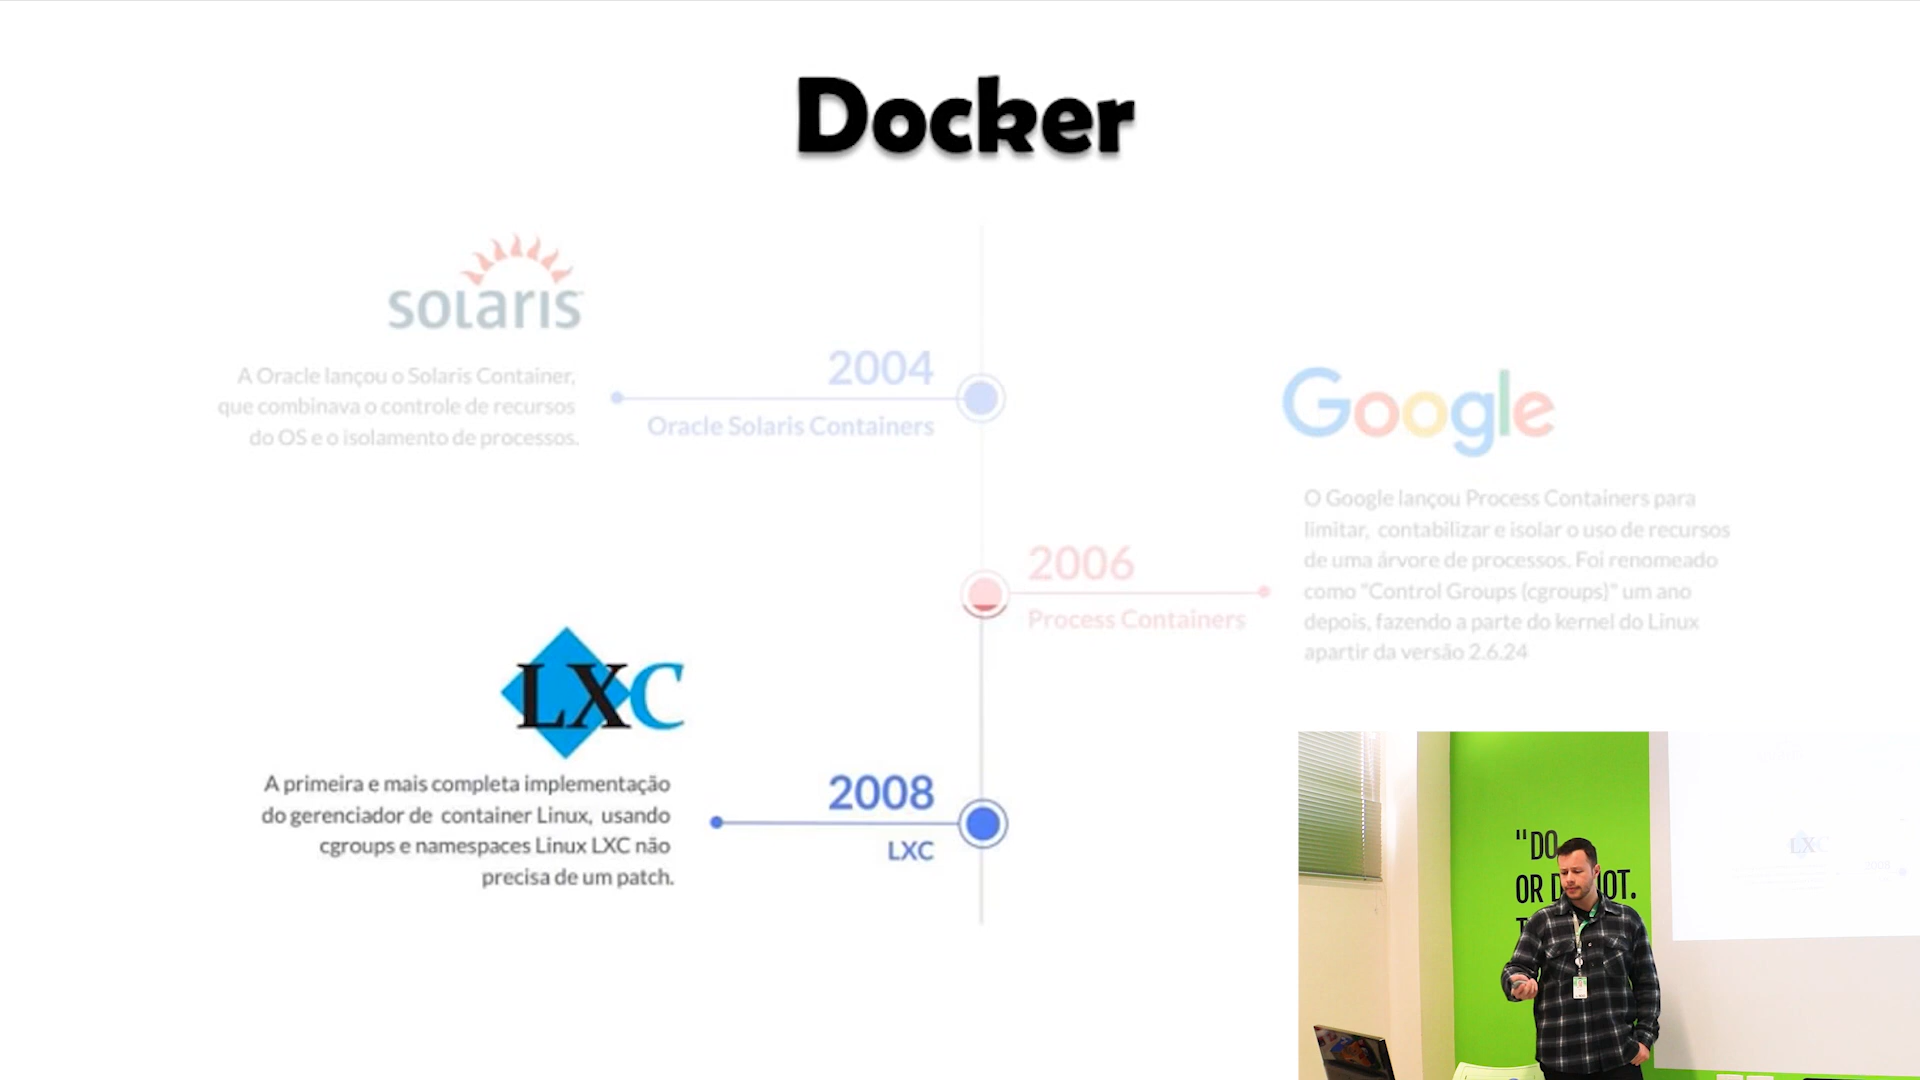 Docker
solaris
2004
Oracle Solaris Containers
A Oracle lançou o Solaris Container,
que combinava o controle de recursos
do OS e o isolamento de processos.
Google
2006
Process Containers
O Google lançou Process Containers para
limitar, contabilizar e isolar o uso de recursos
de uma árvore de processos. Foi renomeado
como "Control Groups (cgroups)" um ano
depois, fazendo a parte do kernel do Linux
apartir da versão 2.6.24
LXC
2008
LXC
A primeira e mais completa implementação
do gerenciador de container Linux, usando
cgroups e namespaces Linux LXC não
precisa de um patch.
"DO
OR D OT.
LXC
2008